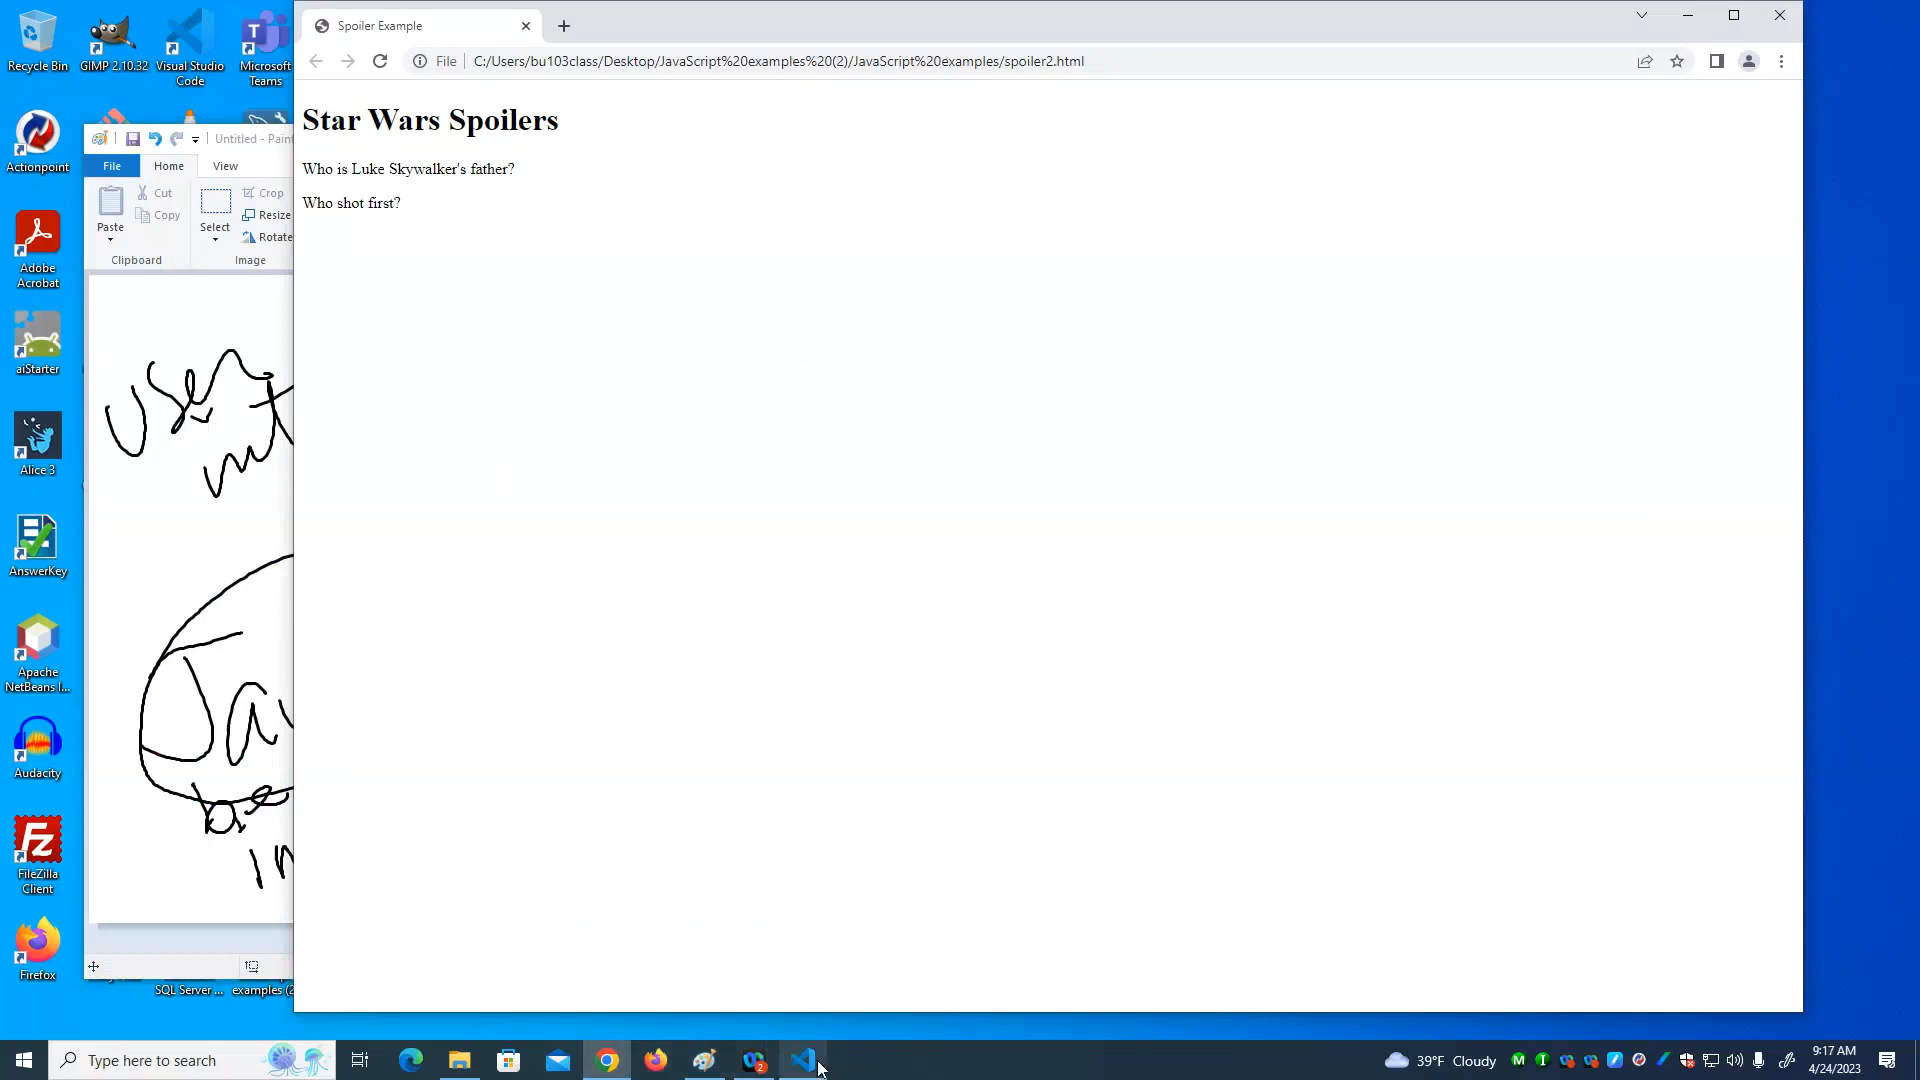 Recycle Bin
GIMP 2.10.32
Visual Studio
Code
Microsoft
Teams
Spoiler Example
File
C:/Users/bu103class/Desktop/JavaScript%20examples%20(2)/JavaScript%20examples/spoiler2.html
Star Wars Spoilers
Who is Luke Skywalker's father?
Who shot first?
Actionpoint
Untitled - Pain
File
Home
View
Cut
Copy
Paste
Select
Crop
Resize
Rotate
Clipboard
Image
Adobe
Acrobat
aiStarter
user
Alice 3
AnswerKey
Apache
NetBeans I...
Audacity
FileZilla
Client
Firefox
SQL Server ...
examples (2
Type here to search
2
39°F Cloudy
9:17 AM
4/24/2023